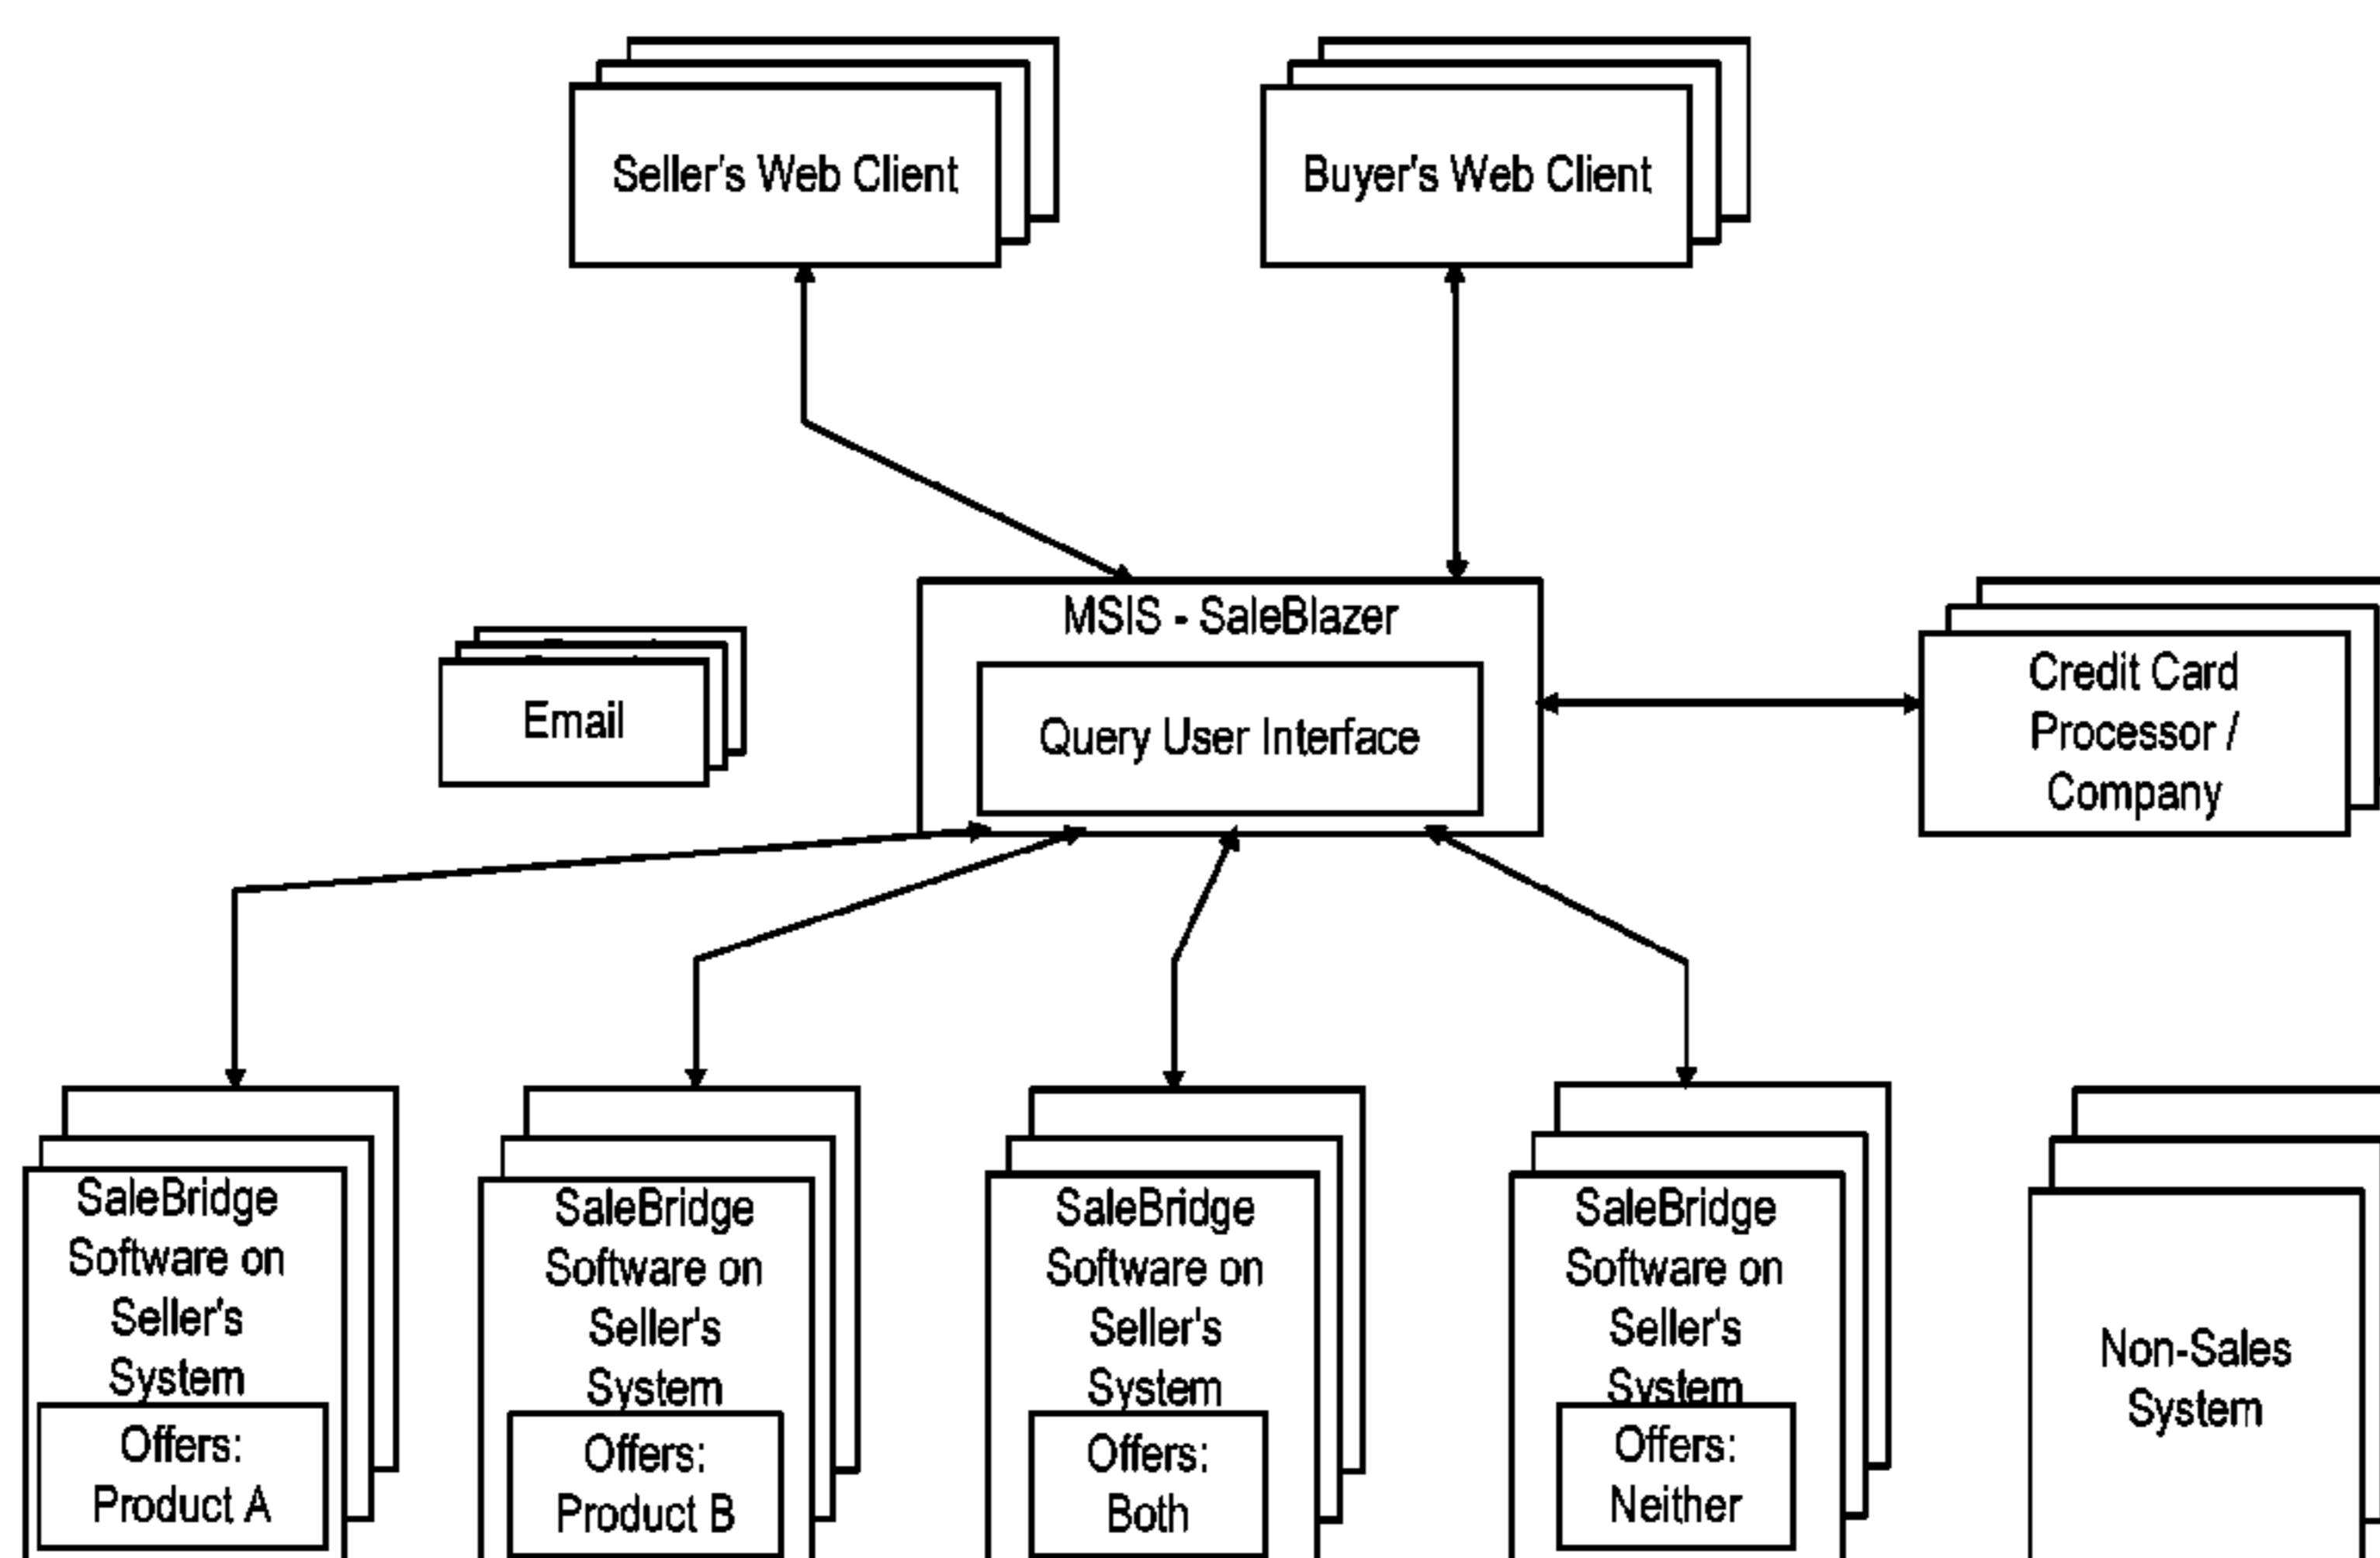 Seller's Web Client
Buyer's Web Client
MSIS - SaleBlazer
Query User Interface
Email
Credit Card
Processor /
Company
SaleBridge
Software on
Seller's
System
Offers:
Product A
SaleBridge
Software on
Seller's
System
Offers:
Product B
SaleBridge
Software on
Seller's
System
Offers:
Both
SaleBridge
Software on
Seller's
System
Offers:
Neither
Non-Sales
System